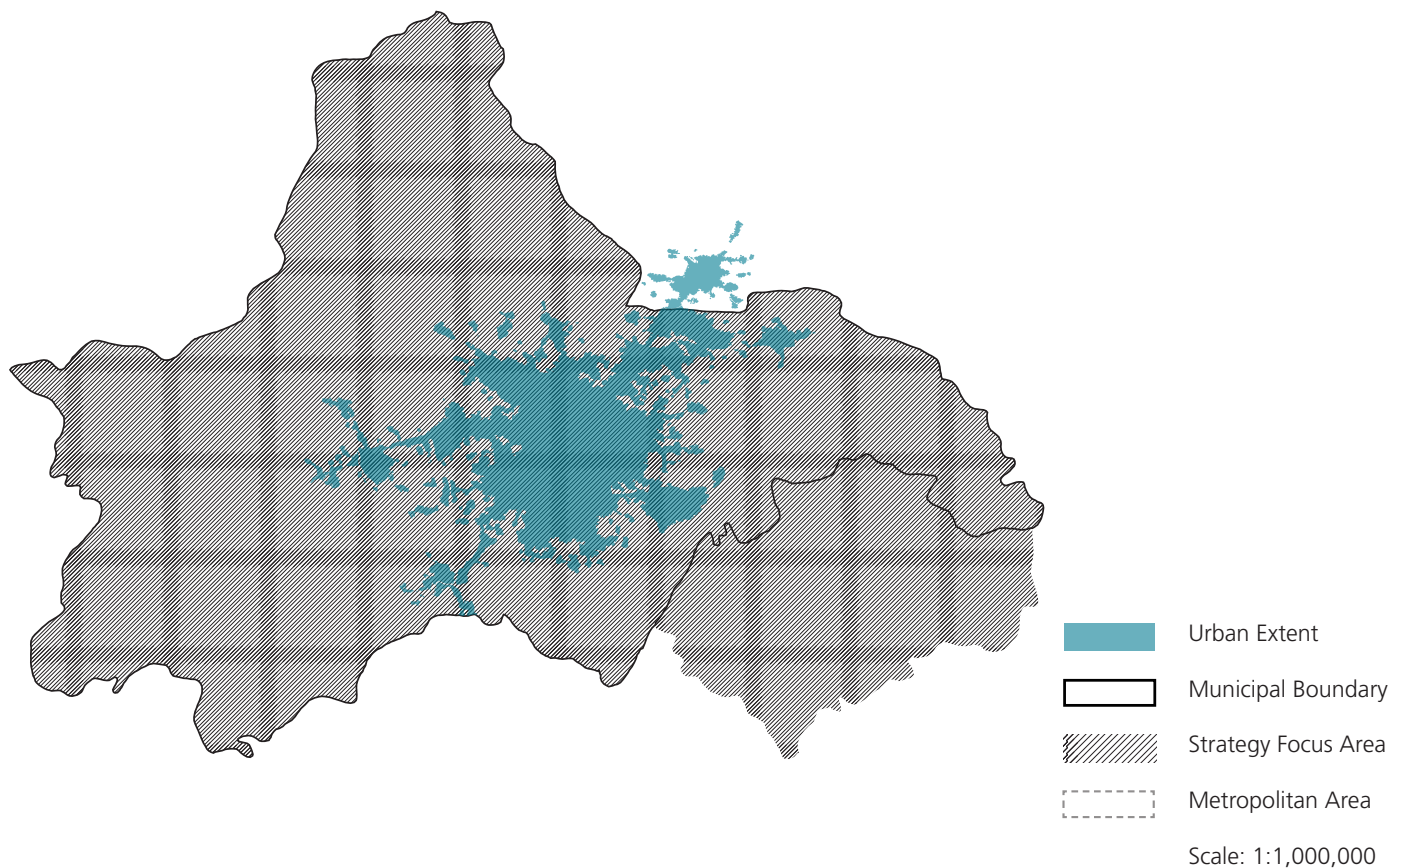 Urban Extent
Municipal Boundary
Strategy Focus Area
Metropolitan Area
Scale: 1:1,000,000